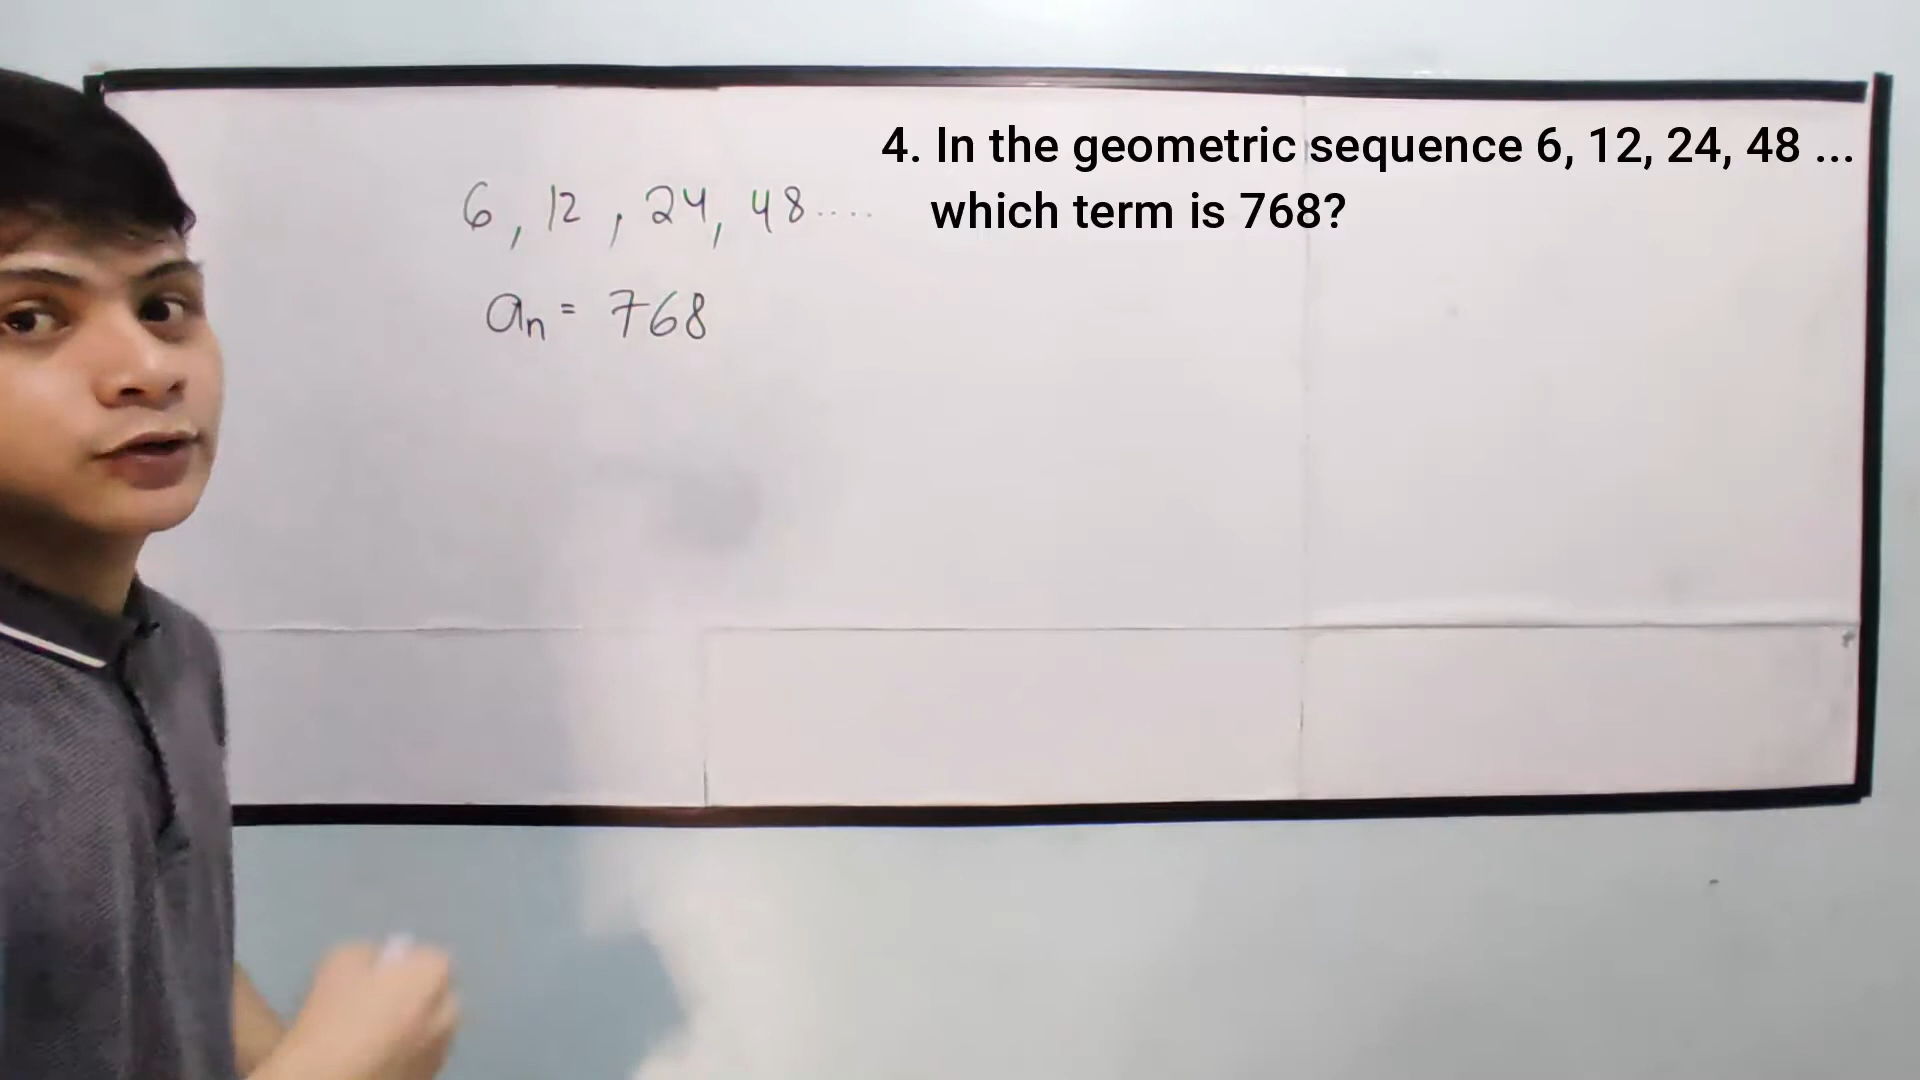 4. In the geometric sequence 6, 12, 24, 48 ...
which term is 768?
6, 12, 24, 48....
an = 768